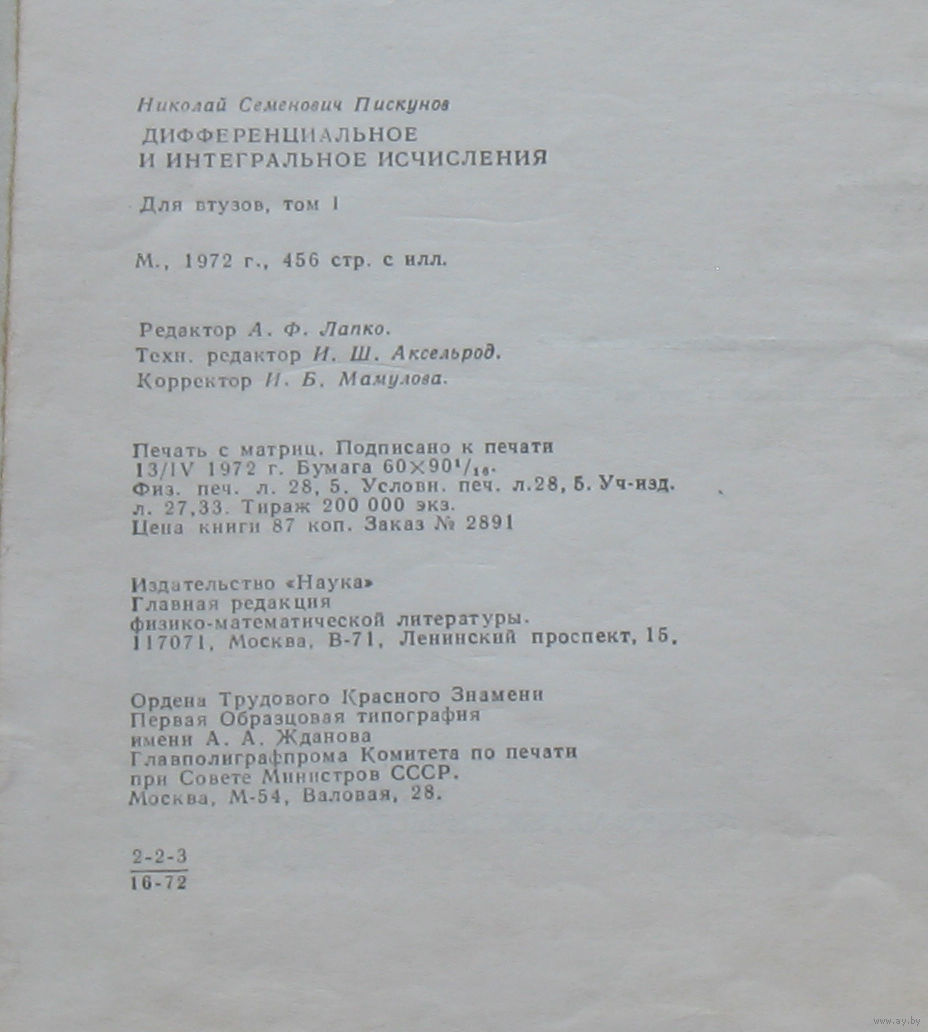 Николай Семенович Пискунов
ДИФФЕРЕНЦИАЛЬНОЕ
И ИНТЕГРАЛЬНОЕ ИСЧИСЛЕНИЯ
Для втузов, том 1
М., 1972 г., 456 стр. с илл.
Редактор А. Ф. Лапко.
Техн. редактор И. Ш. Аксельрод.
Корректор И. Б. Мамулова.
Печать с матриц. Подписано к печати
13/IV 1972 г. Бумага 60×90¹/₁₆.
Физ. печ. л. 28, 5. Условн. печ. л.28, 5. Уч-изд.
л. 27,33. Тираж 200 000 экз.
Цена книги 87 коп. Заказ № 2891
Издательство «Наука»
Главная редакция
физико-математической литературы.
117071, Москва, В-71, Ленинский проспект, 15.
Ордена Трудового Красного Знамени
Первая Образцовая типография
имени А. А. Жданова
Главполиграфпрома Комитета по печати
при Совете Министров СССР.
Москва, М-54, Валовая, 28.
2-2-3
16-72
www.ay.by